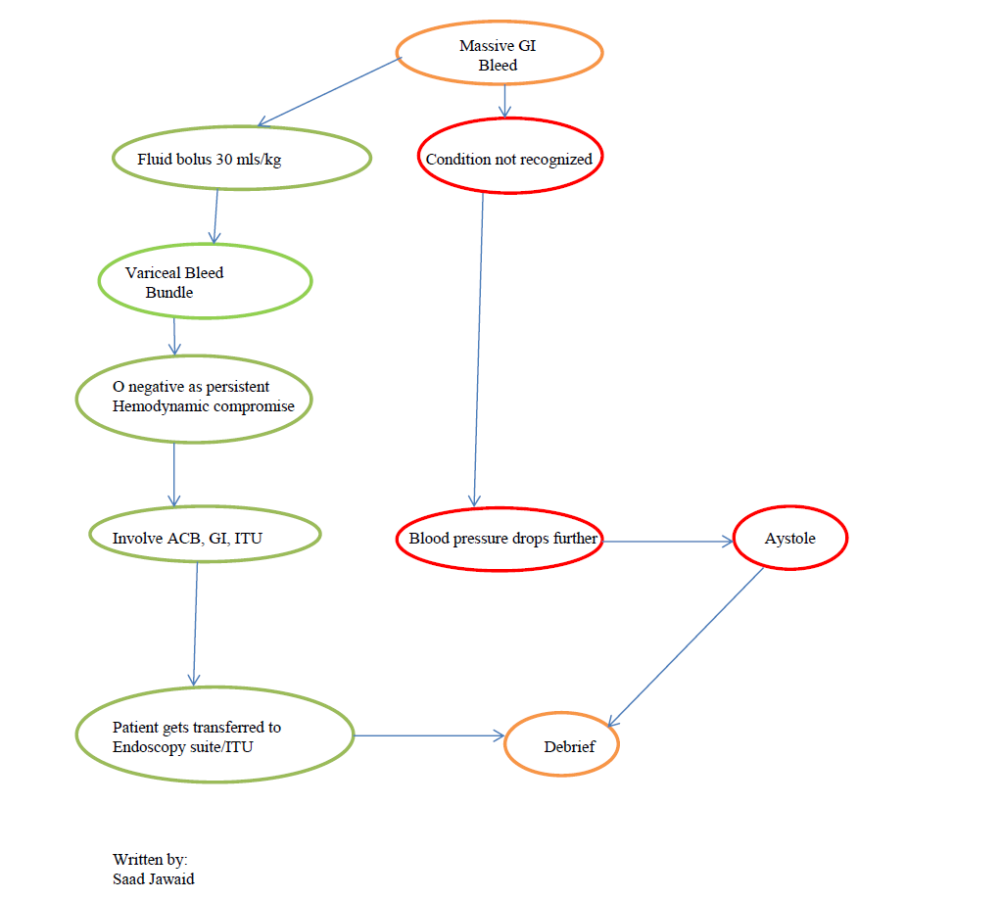 Massive GI
Bleed
Fluid bolus 30 mls/kg
Condition not recognized
Variceal Bleed
Bundle
O negative as persistent
Hemodynamic compromise
Involve ACB, GI, ITU
Blood pressure drops further
Aystole
Patient gets transferred to
Endoscopy suite/ITU
Debrief
Written by:
Saad Jawaid